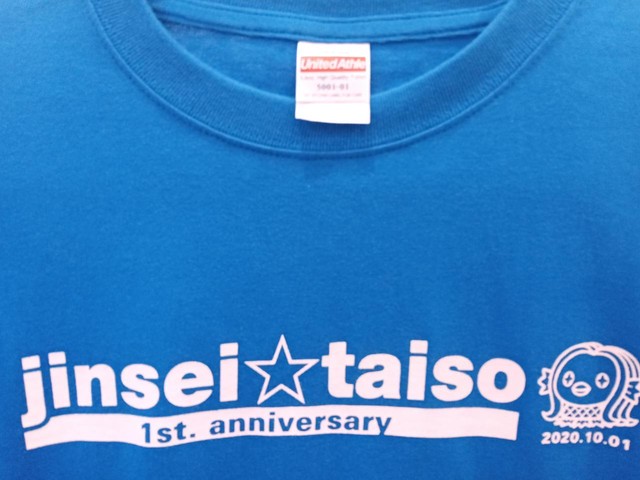 United Athle
5001-01
jinsei☆taiso
1st. anniversary
2020.10.01